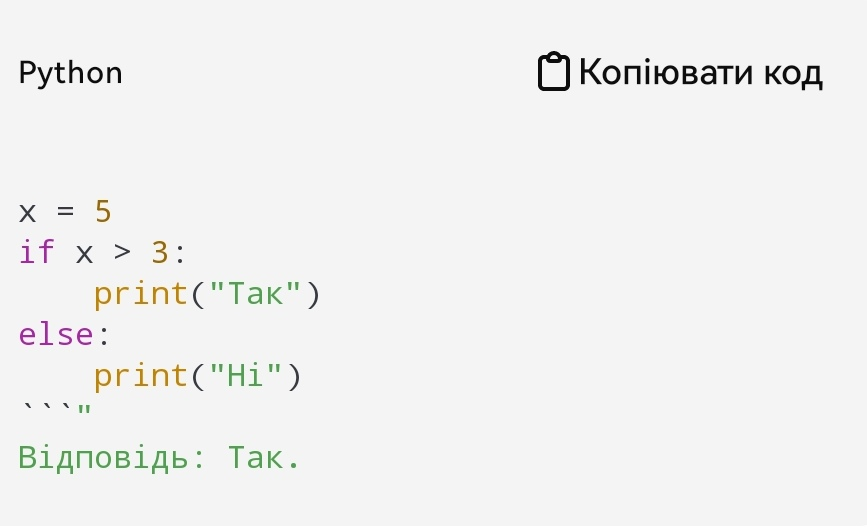 Python
Копіювати код
x = 5
if x > 3:
    print("Так")
else:
    print("Ні")
```"
Відповідь: Так.